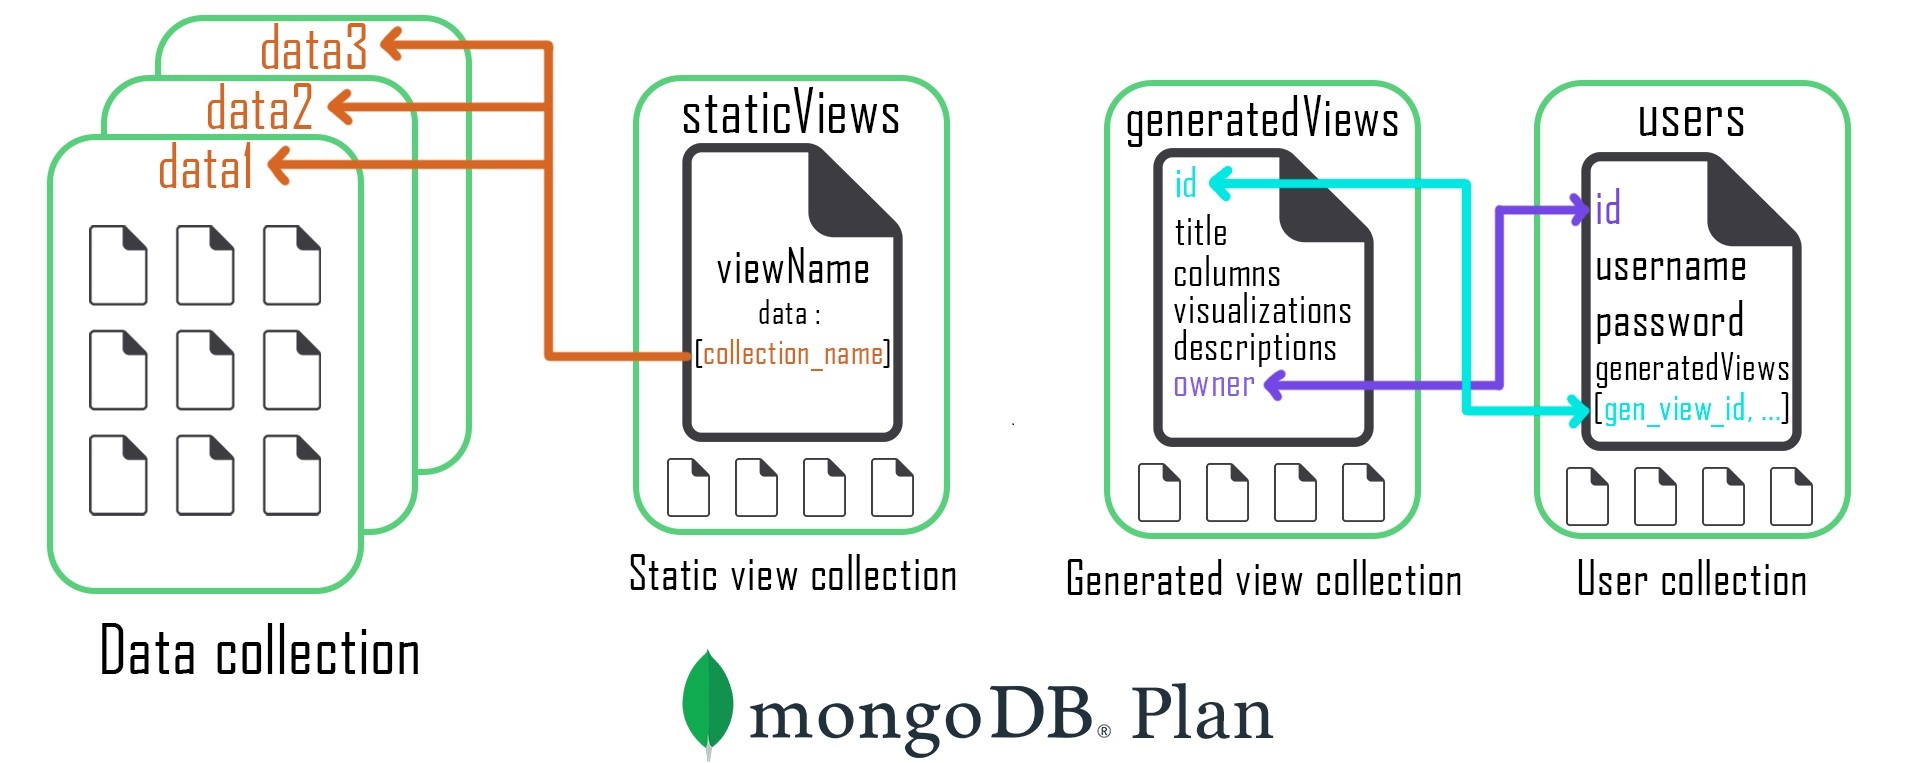 data3
data2
data1
Data collection
staticViews
viewName
data :
[collection_name]
Static view collection
generatedViews
id
title
columns
visualizations
descriptions
owner
Generated view collection
users
id
username
password
generatedViews
[gen_view_id, ...]
User collection
mongoDB® Plan